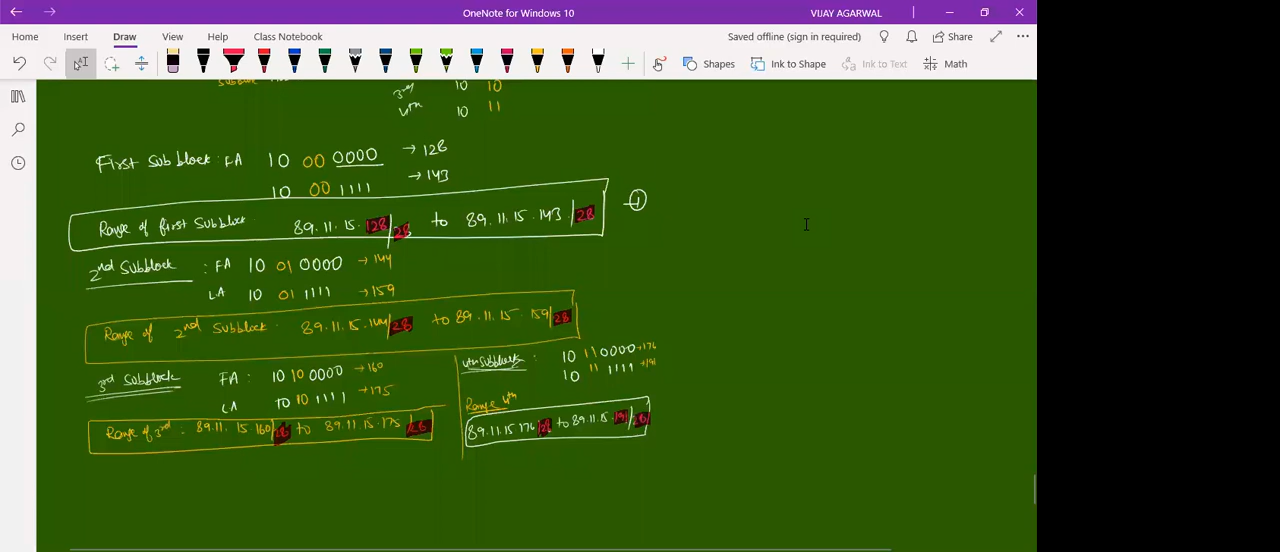 OneNote for Windows 10
VIJAY AGARWAL
Home Insert Draw View Help Class Notebook
Saved offline (sign in required) Share
Shapes Ink to Shape Ink to Text Math
3rd 10 10
4th 10 11
First Subblock: FA 10 00 0000 → 128
10 00 1111 → 143
Range of first Subblock. 89.11.15.128/28 to 89.11.15.143/28
2nd Subblock : FA 10 01 0000 → 144
LA 10 01 1111 → 159
Range of 2nd Subblock. 89.11.15.144/28 to 89.11.15.159/28
3rd Subblock FA: 10 10 0000 → 160
LA 10 10 1111 → 175
Range of 3rd - 89.11.15 160/28 to 89.11.15.175/28
4th Subblock : 10 11 0000 → 176
10 11 1111 → 191
Range 4th
89.11.15 176/28 to 89.11.15.191/28